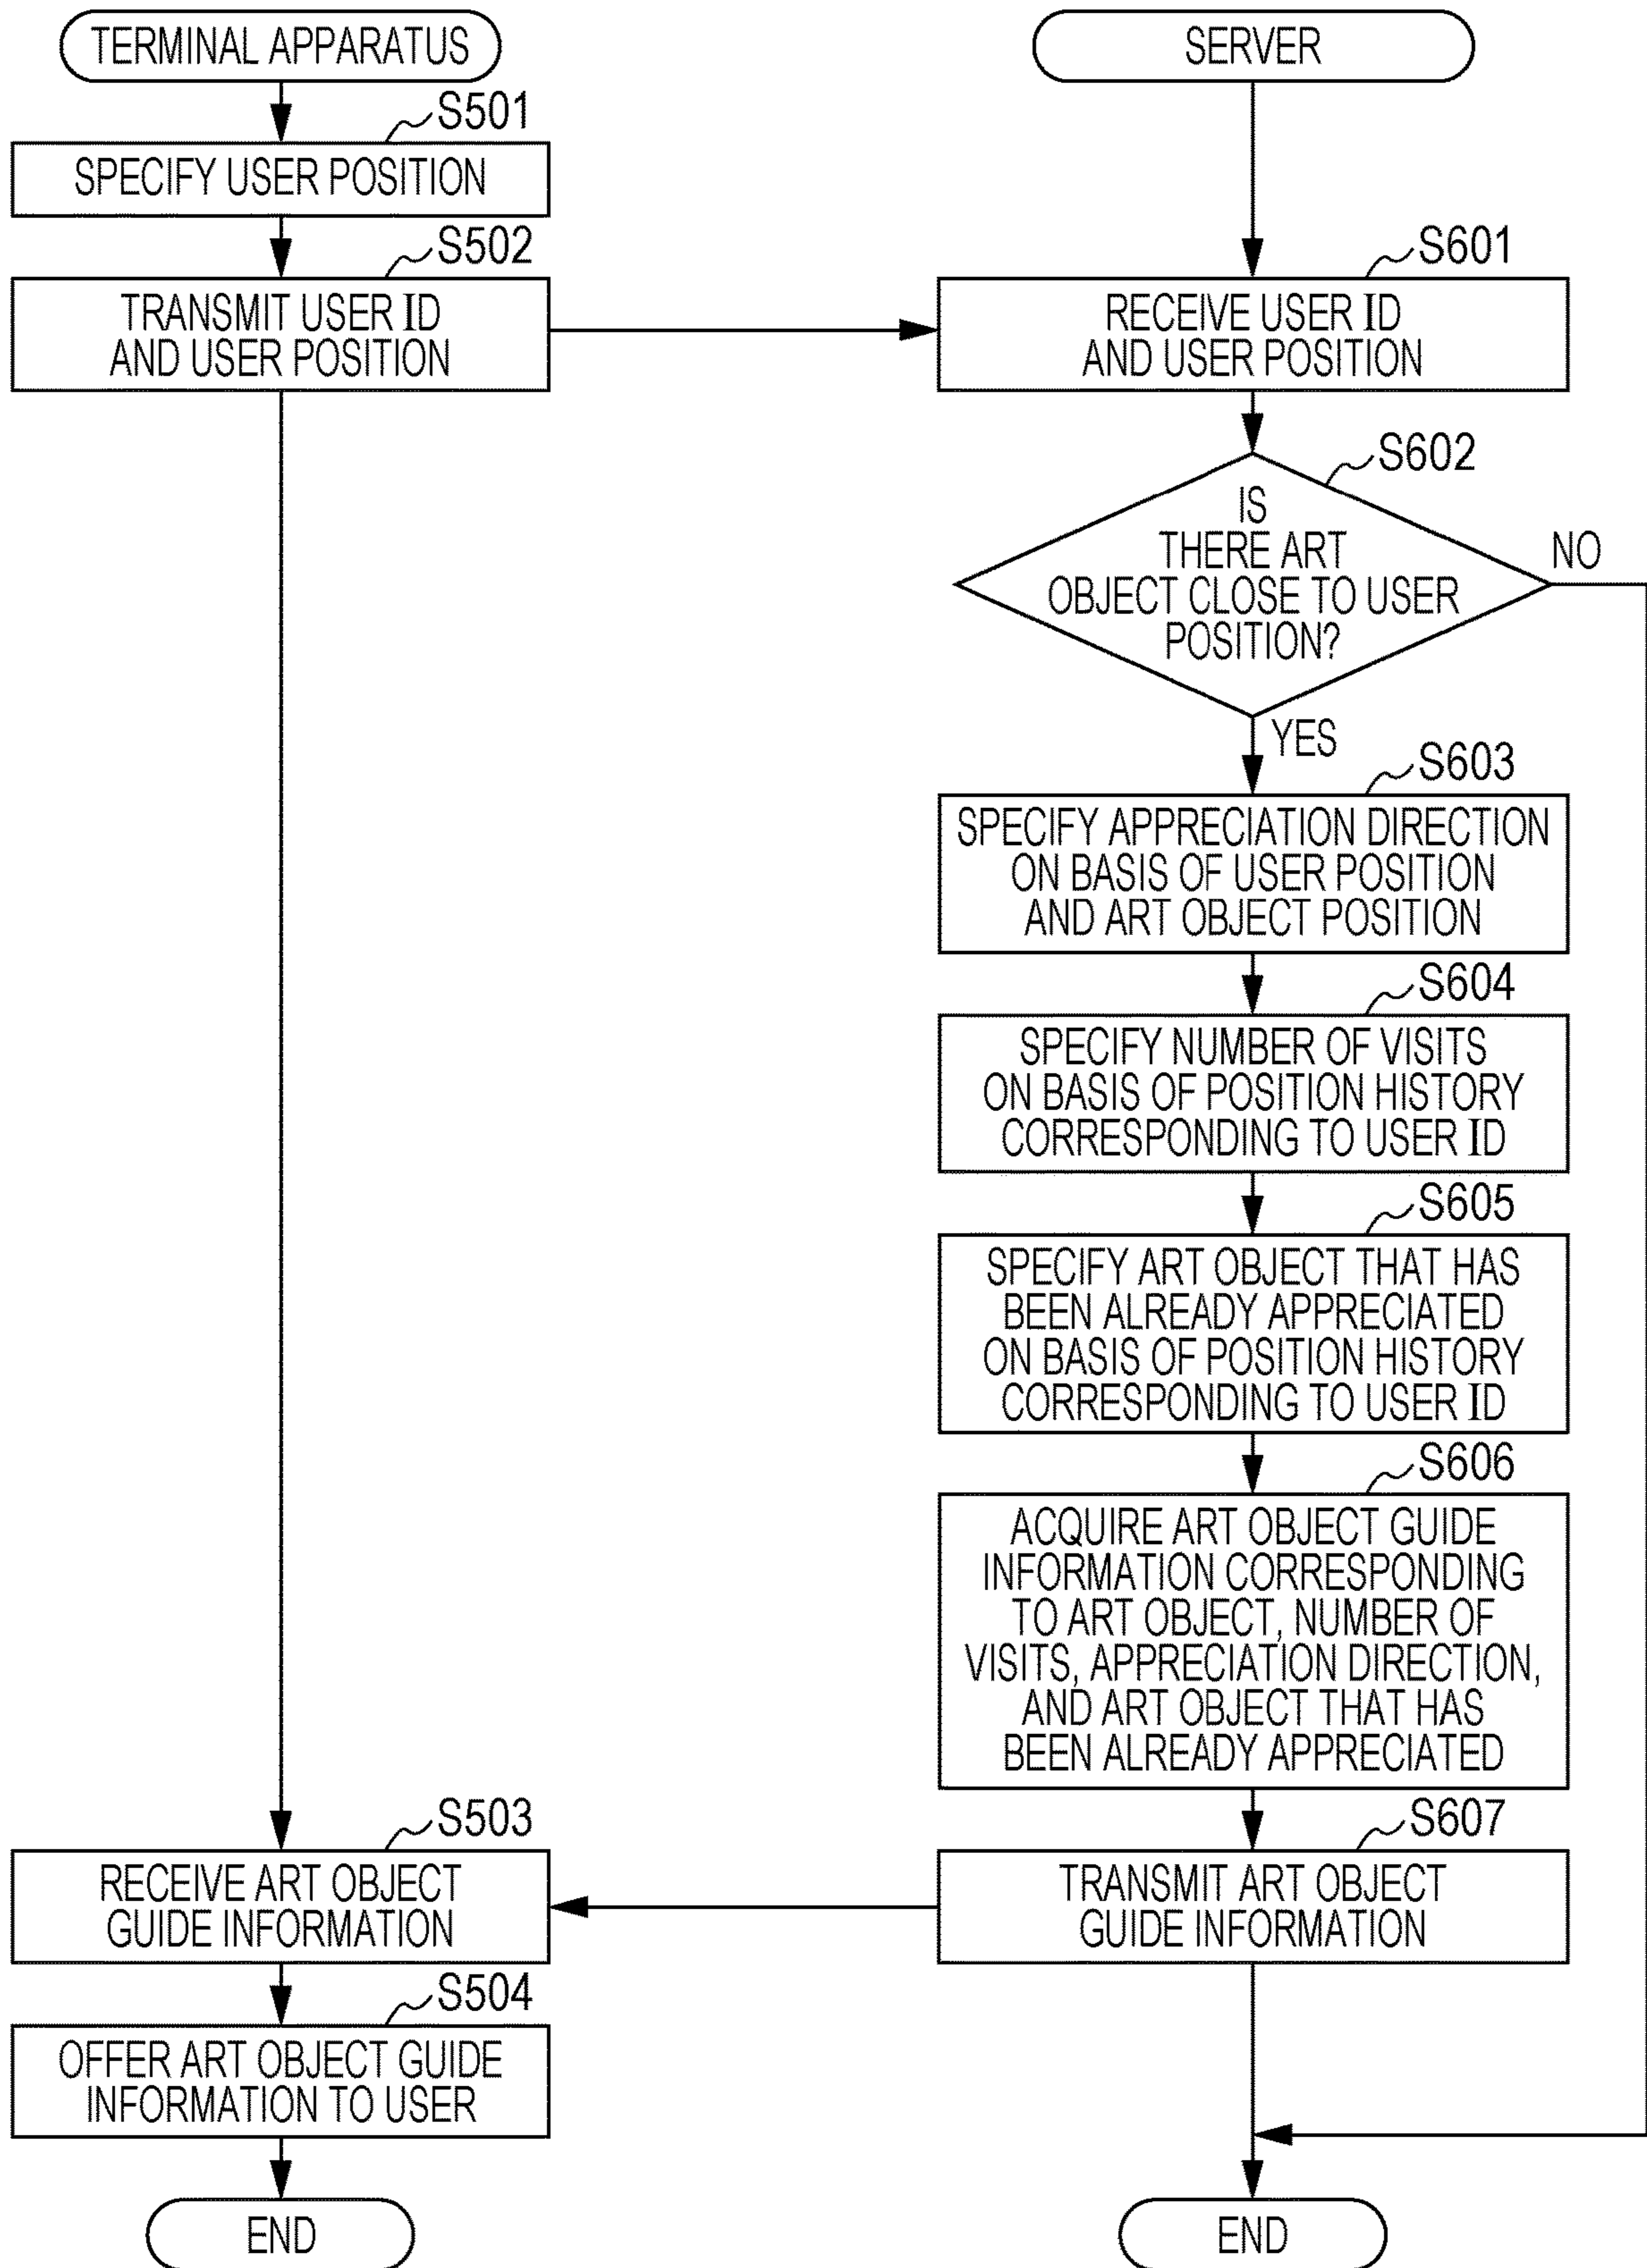 TERMINAL APPARATUS
S501
SPECIFY USER POSITION
S502
TRANSMIT USER ID
AND USER POSITION
S503
RECEIVE ART OBJECT
GUIDE INFORMATION
S504
OFFER ART OBJECT GUIDE
INFORMATION TO USER
END
SERVER
S601
RECEIVE USER ID
AND USER POSITION
S602
IS
THERE ART
OBJECT CLOSE TO USER
POSITION?
NO
YES
S603
SPECIFY APPRECIATION DIRECTION
ON BASIS OF USER POSITION
AND ART OBJECT POSITION
S604
SPECIFY NUMBER OF VISITS
ON BASIS OF POSITION HISTORY
CORRESPONDING TO USER ID
S605
SPECIFY ART OBJECT THAT HAS
BEEN ALREADY APPRECIATED
ON BASIS OF POSITION HISTORY
CORRESPONDING TO USER ID
S606
ACQUIRE ART OBJECT GUIDE
INFORMATION CORRESPONDING
TO ART OBJECT, NUMBER OF
VISITS, APPRECIATION DIRECTION,
AND ART OBJECT THAT HAS
BEEN ALREADY APPRECIATED
S607
TRANSMIT ART OBJECT
GUIDE INFORMATION
END